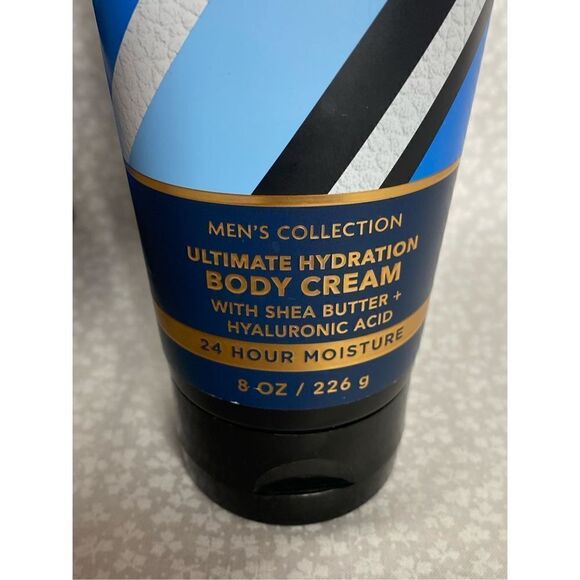 MEN'S COLLECTION
ULTIMATE HYDRATION
BODY CREAM
WITH SHEA BUTTER +
HYALURONIC ACID
24 HOUR MOISTURE
8 OZ / 226 g